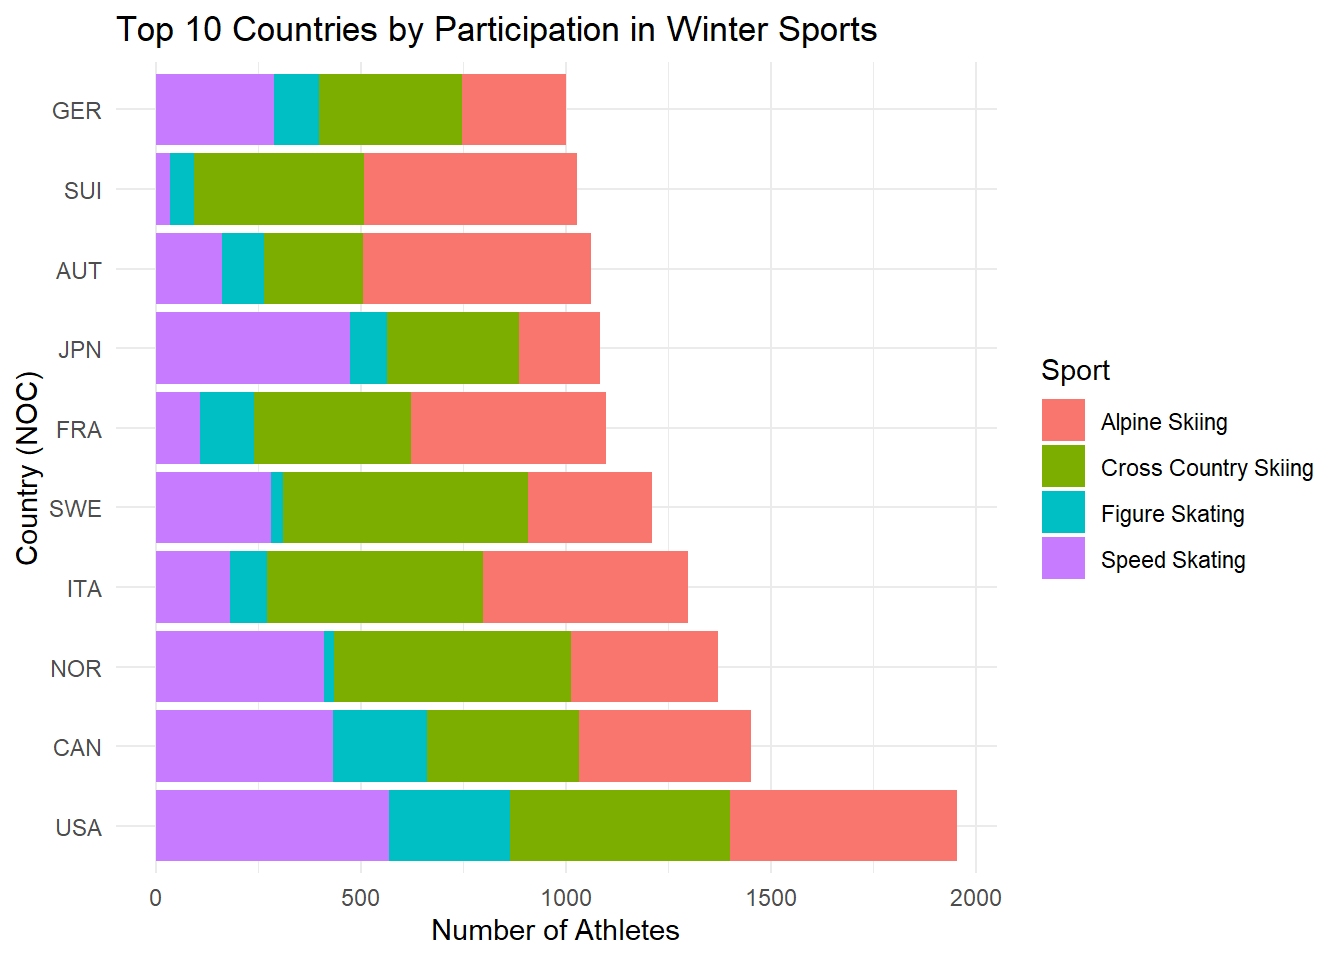 Top 10 Countries by Participation in Winter Sports
GER
SUI
AUT
JPN
FRA
SWE
ITA
NOR
CAN
USA
Country (NOC)
0 500 1000 1500 2000
Number of Athletes
Sport
Alpine Skiing
Cross Country Skiing
Figure Skating
Speed Skating